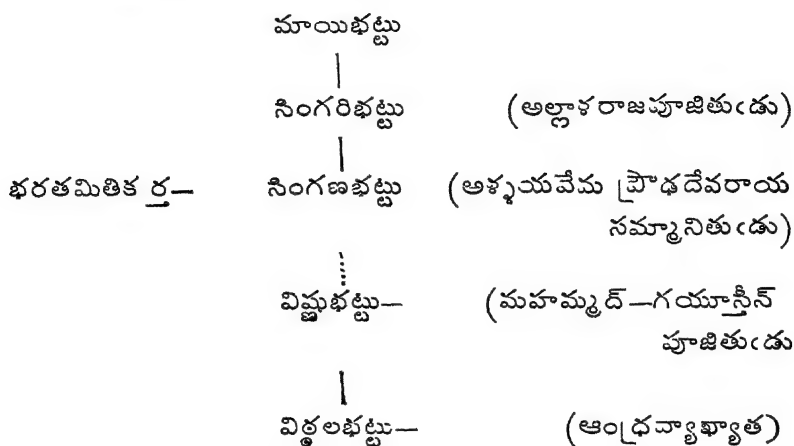 మాయిభట్టు
సింగరిభట్టు (అల్లాళరాజపూజితుఁడు)
భరతమితికర్త— సింగణభట్టు (అళ్ళయవేమ ప్రౌఢదేవరాయ
సమ్మానితుఁడు)
విష్ణుభట్టు— (మహమ్మద్—గయాస్తీన్
పూజితుఁడు
విఠ్ఠలభట్టు— (ఆంధ్రవ్యాఖ్యాత)